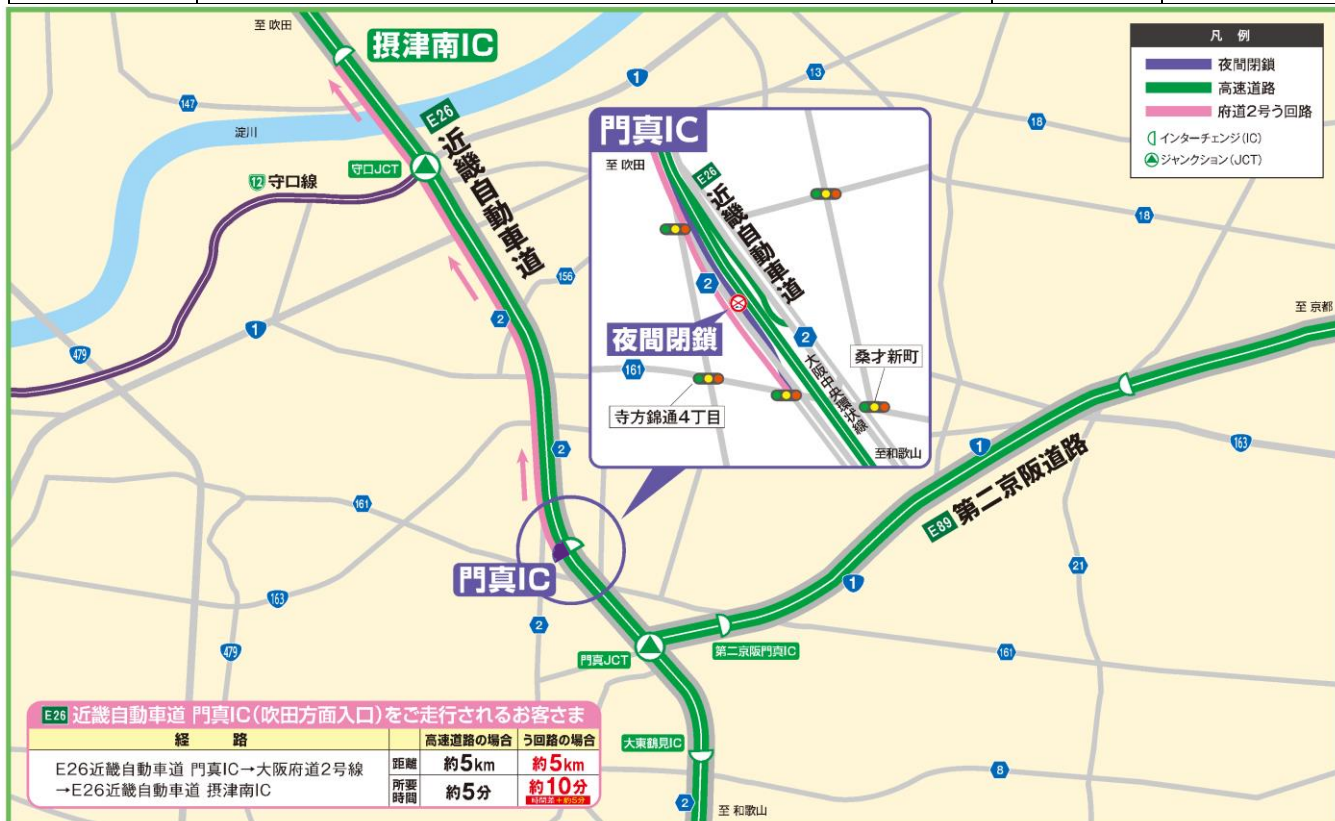 至 吹田
摂津南IC
凡 例
夜間閉鎖
高速道路
府道2号う回路
インターチェンジ(IC)
ジャンクション(JCT)
1
13
147
18
E26
近畿自動車道
淀川
守口JCT
12 守口線
門真IC
至 吹田
E26
近畿自動車道
2
夜間閉鎖
161
2
大阪中央環状線
桑才新町
寺方錦通4丁目
至和歌山
18
156
2
1
479
至 京都
2
1
163
E89 第二京阪道路
161
門真IC
1
21
163
2
479
門真JCT
第二京阪門真IC
161
大東鶴見IC
8
2
至 和歌山
E26 近畿自動車道 門真IC(吹田方面入口)をご走行されるお客さま
経 路 高速道路の場合 う回路の場合
E26近畿自動車道 門真IC→大阪府道2号線
→E26近畿自動車道 摂津南IC
距離 約5km 約5km
所要時間 約5分 約10分
時間差+約5分